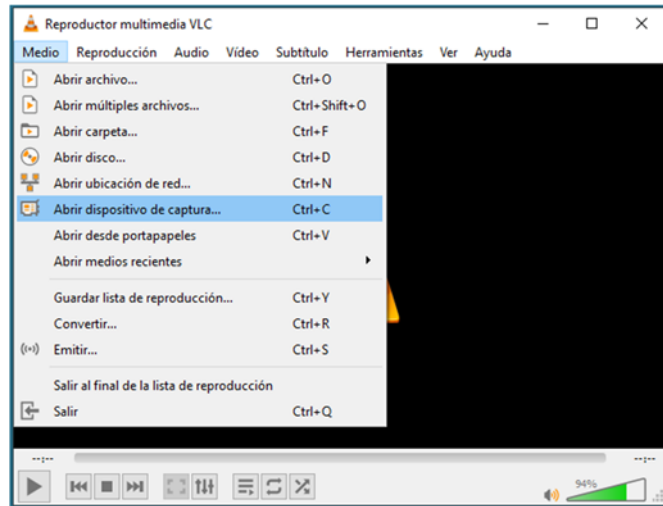 Reproductor multimedia VLC
Medio Reproducción Audio Vídeo Subtítulo Herramientas Ver Ayuda
Abrir archivo... Ctrl+O
Abrir múltiples archivos... Ctrl+Shift+O
Abrir carpeta... Ctrl+F
Abrir disco... Ctrl+D
Abrir ubicación de red... Ctrl+N
Abrir dispositivo de captura... Ctrl+C
Abrir desde portapapeles Ctrl+V
Abrir medios recientes
Guardar lista de reproducción... Ctrl+Y
Convertir... Ctrl+R
Emitir... Ctrl+S
Salir al final de la lista de reproducción
Salir Ctrl+Q
--:-- --:--
94%